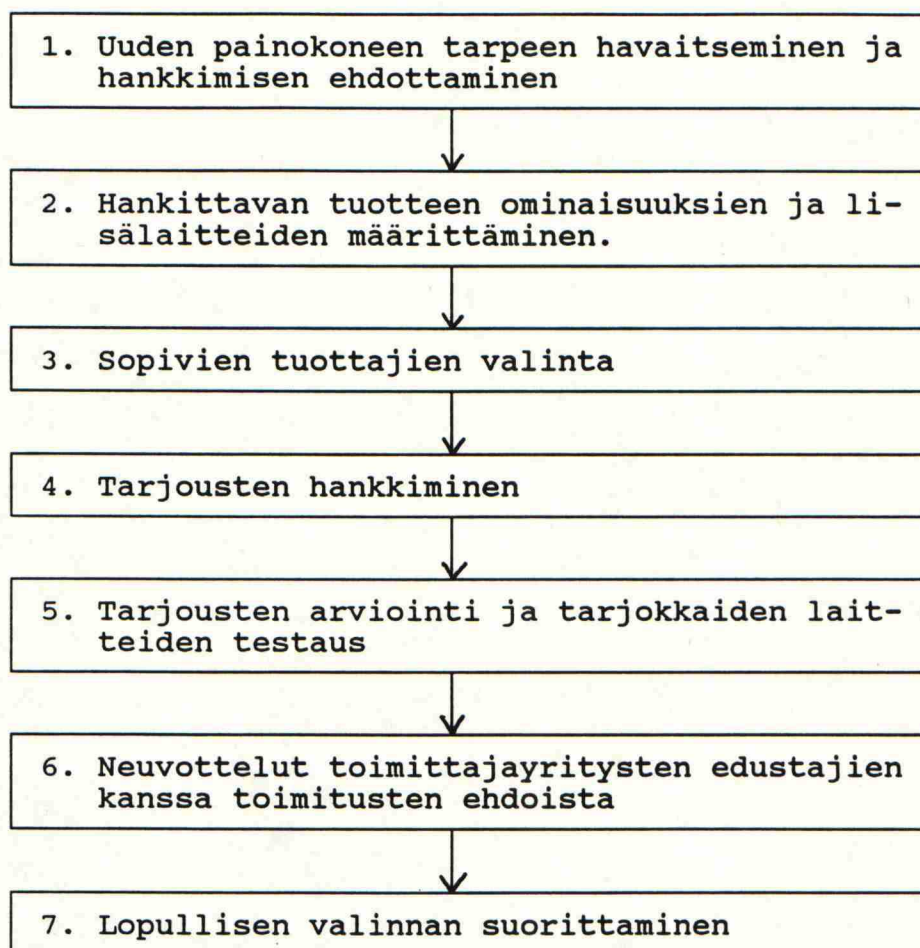 1. Uuden painokoneen tarpeen havaitseminen ja
hankkimisen ehdottaminen
2. Hankittavan tuotteen ominaisuuksien ja li-
sälaitteiden määrittäminen.
3. Sopivien tuottajien valinta
4. Tarjousten hankkiminen
5. Tarjousten arviointi ja tarjokkaiden lait-
teiden testaus
6. Neuvottelut toimittajayritysten edustajien
kanssa toimitusten ehdoista
7. Lopullisen valinnan suorittaminen